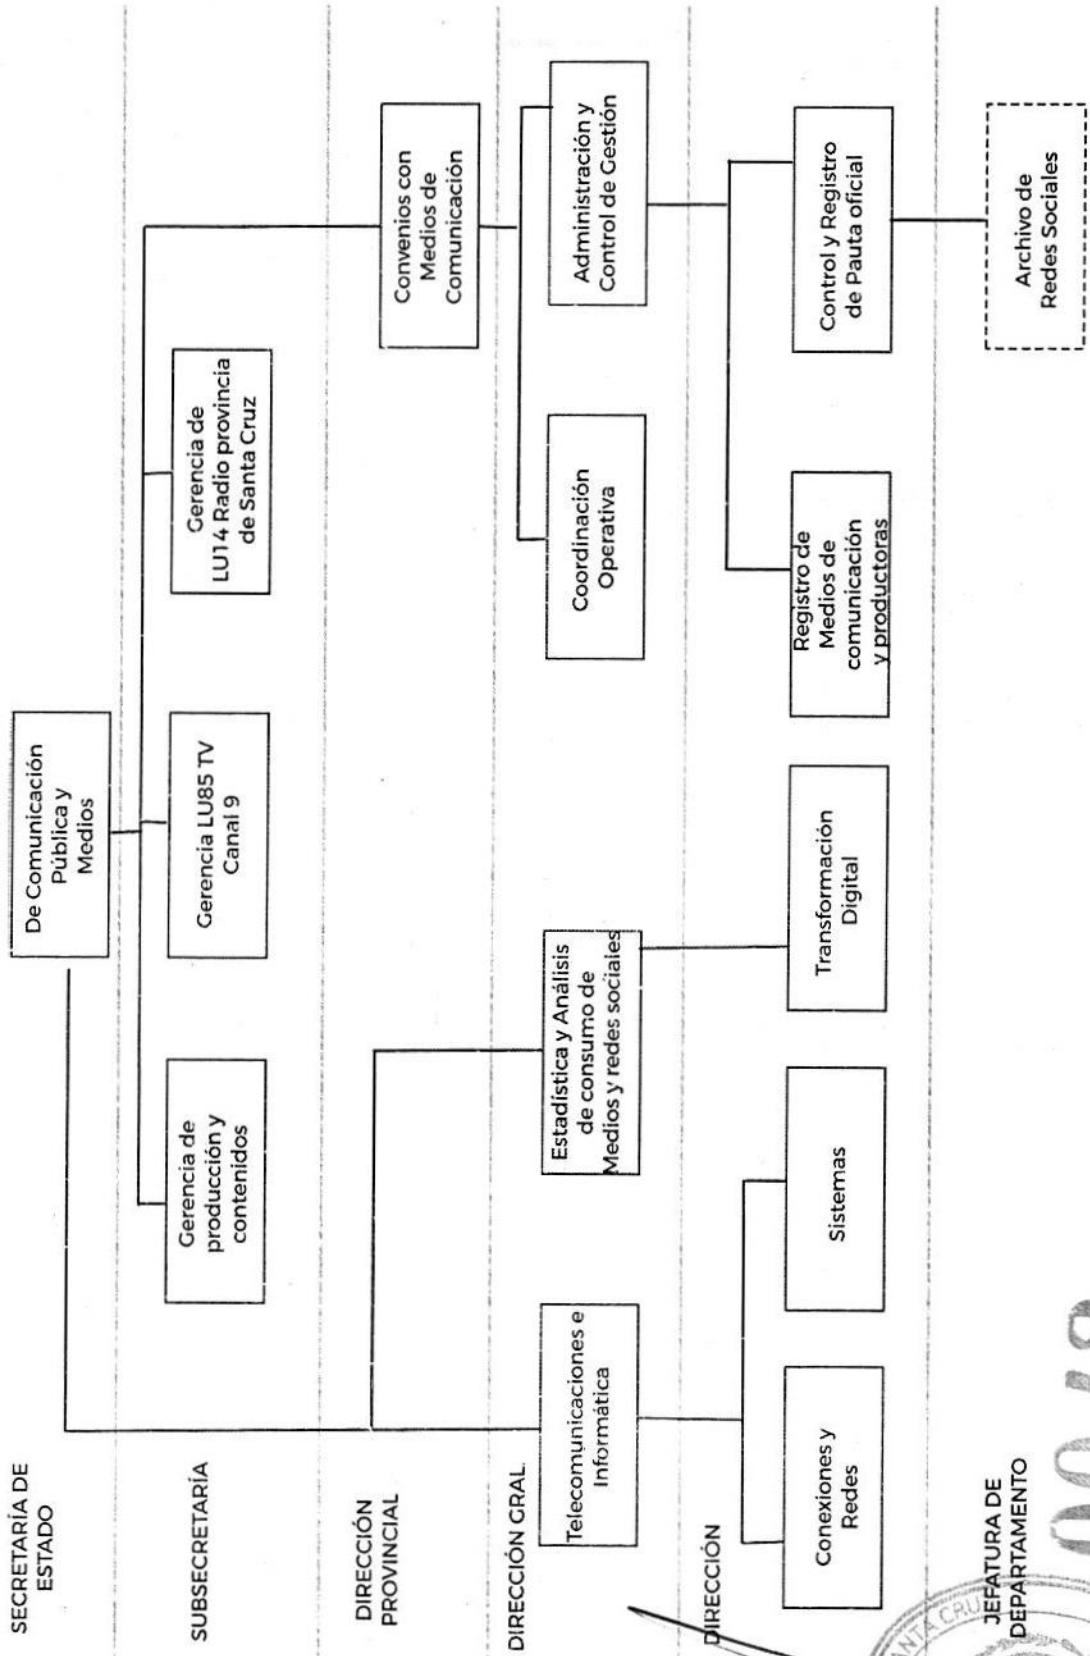 SECRETARÍA DE
ESTADO
De Comunicación
Pública y
Medios
SUBSECRETARÍA
Gerencia de
producción y
contenidos
Gerencia LU85 TV
Canal 9
Gerencia de
LU14 Radio provincia
de Santa Cruz
DIRECCIÓN
PROVINCIAL
Convenios con
Medios de
Comunicación
DIRECCIÓN GRAL.
Telecomunicaciones e
Informática
Estadística y Análisis
de consumo de
Medios y redes sociales
Coordinación
Operativa
Administración y
Control de Gestión
DIRECCIÓN
Conexiones y
Redes
Sistemas
Transformación
Digital
Registro de
Medios de
comunicación
y productoras
Control y Registro
de Pauta oficial
JEFATURA DE
DEPARTAMENTO
Archivo de
Redes Sociales